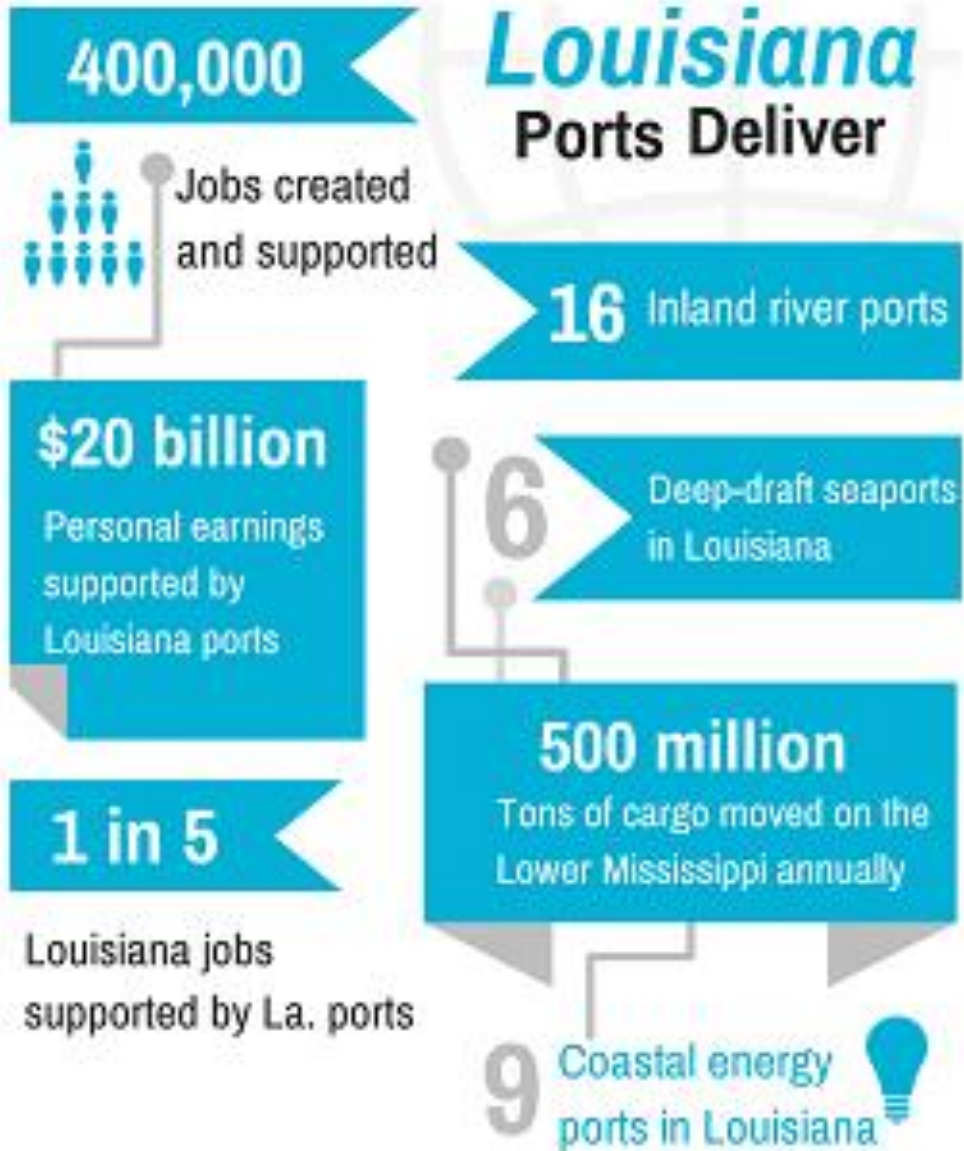 Louisiana
Ports Deliver
400,000
Jobs created
and supported
$20 billion
Personal earnings
supported by
Louisiana ports
1 in 5
Louisiana jobs
supported by La. ports
16 Inland river ports
6
Deep-draft seaports
in Louisiana
500 million
Tons of cargo moved on the
Lower Mississippi annually
9
Coastal energy
ports in Louisiana